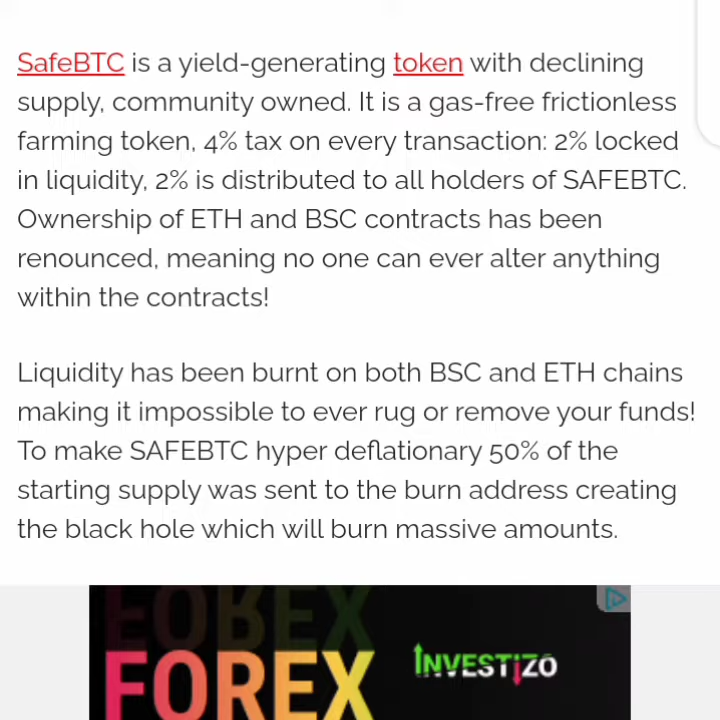 SafeBTC is a yield-generating token with declining
supply, community owned. It is a gas-free frictionless
farming token, 4% tax on every transaction: 2% locked
in liquidity, 2% is distributed to all holders of SAFEBTC.
Ownership of ETH and BSC contracts has been
renounced, meaning no one can ever alter anything
within the contracts!
Liquidity has been burnt on both BSC and ETH chains
making it impossible to ever rug or remove your funds!
To make SAFEBTC hyper deflationary 50% of the
starting supply was sent to the burn address creating
the black hole which will burn massive amounts.
FOREX
FOREX
INVESTIZO